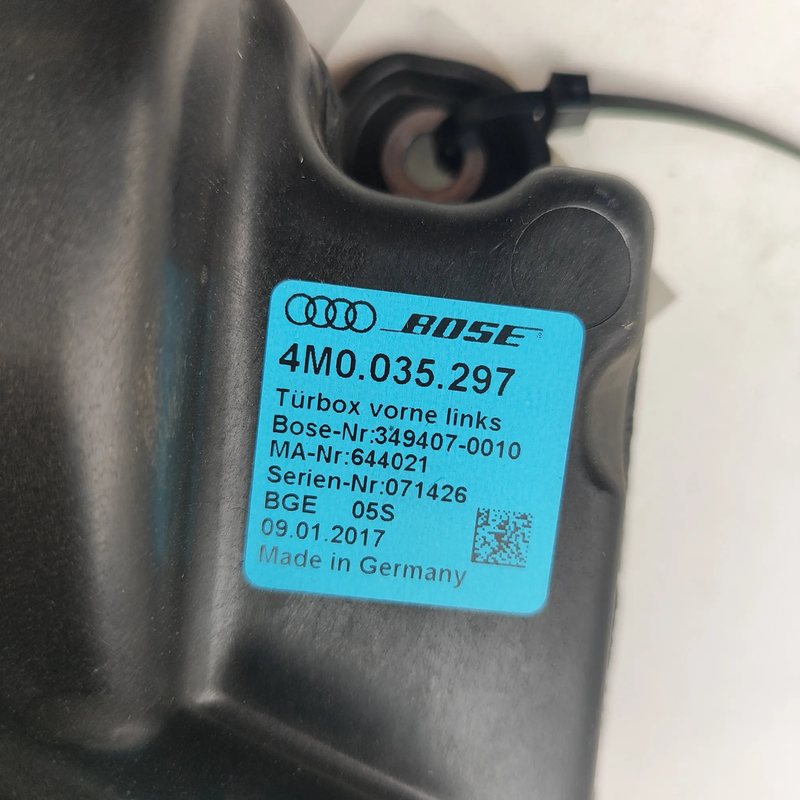 BOSE
4M0.035.297
Türbox vorne links
Bose-Nr:349407-0010
MA-Nr:644021
Serien-Nr:071426
BGE 05S
09.01.2017
Made in Germany